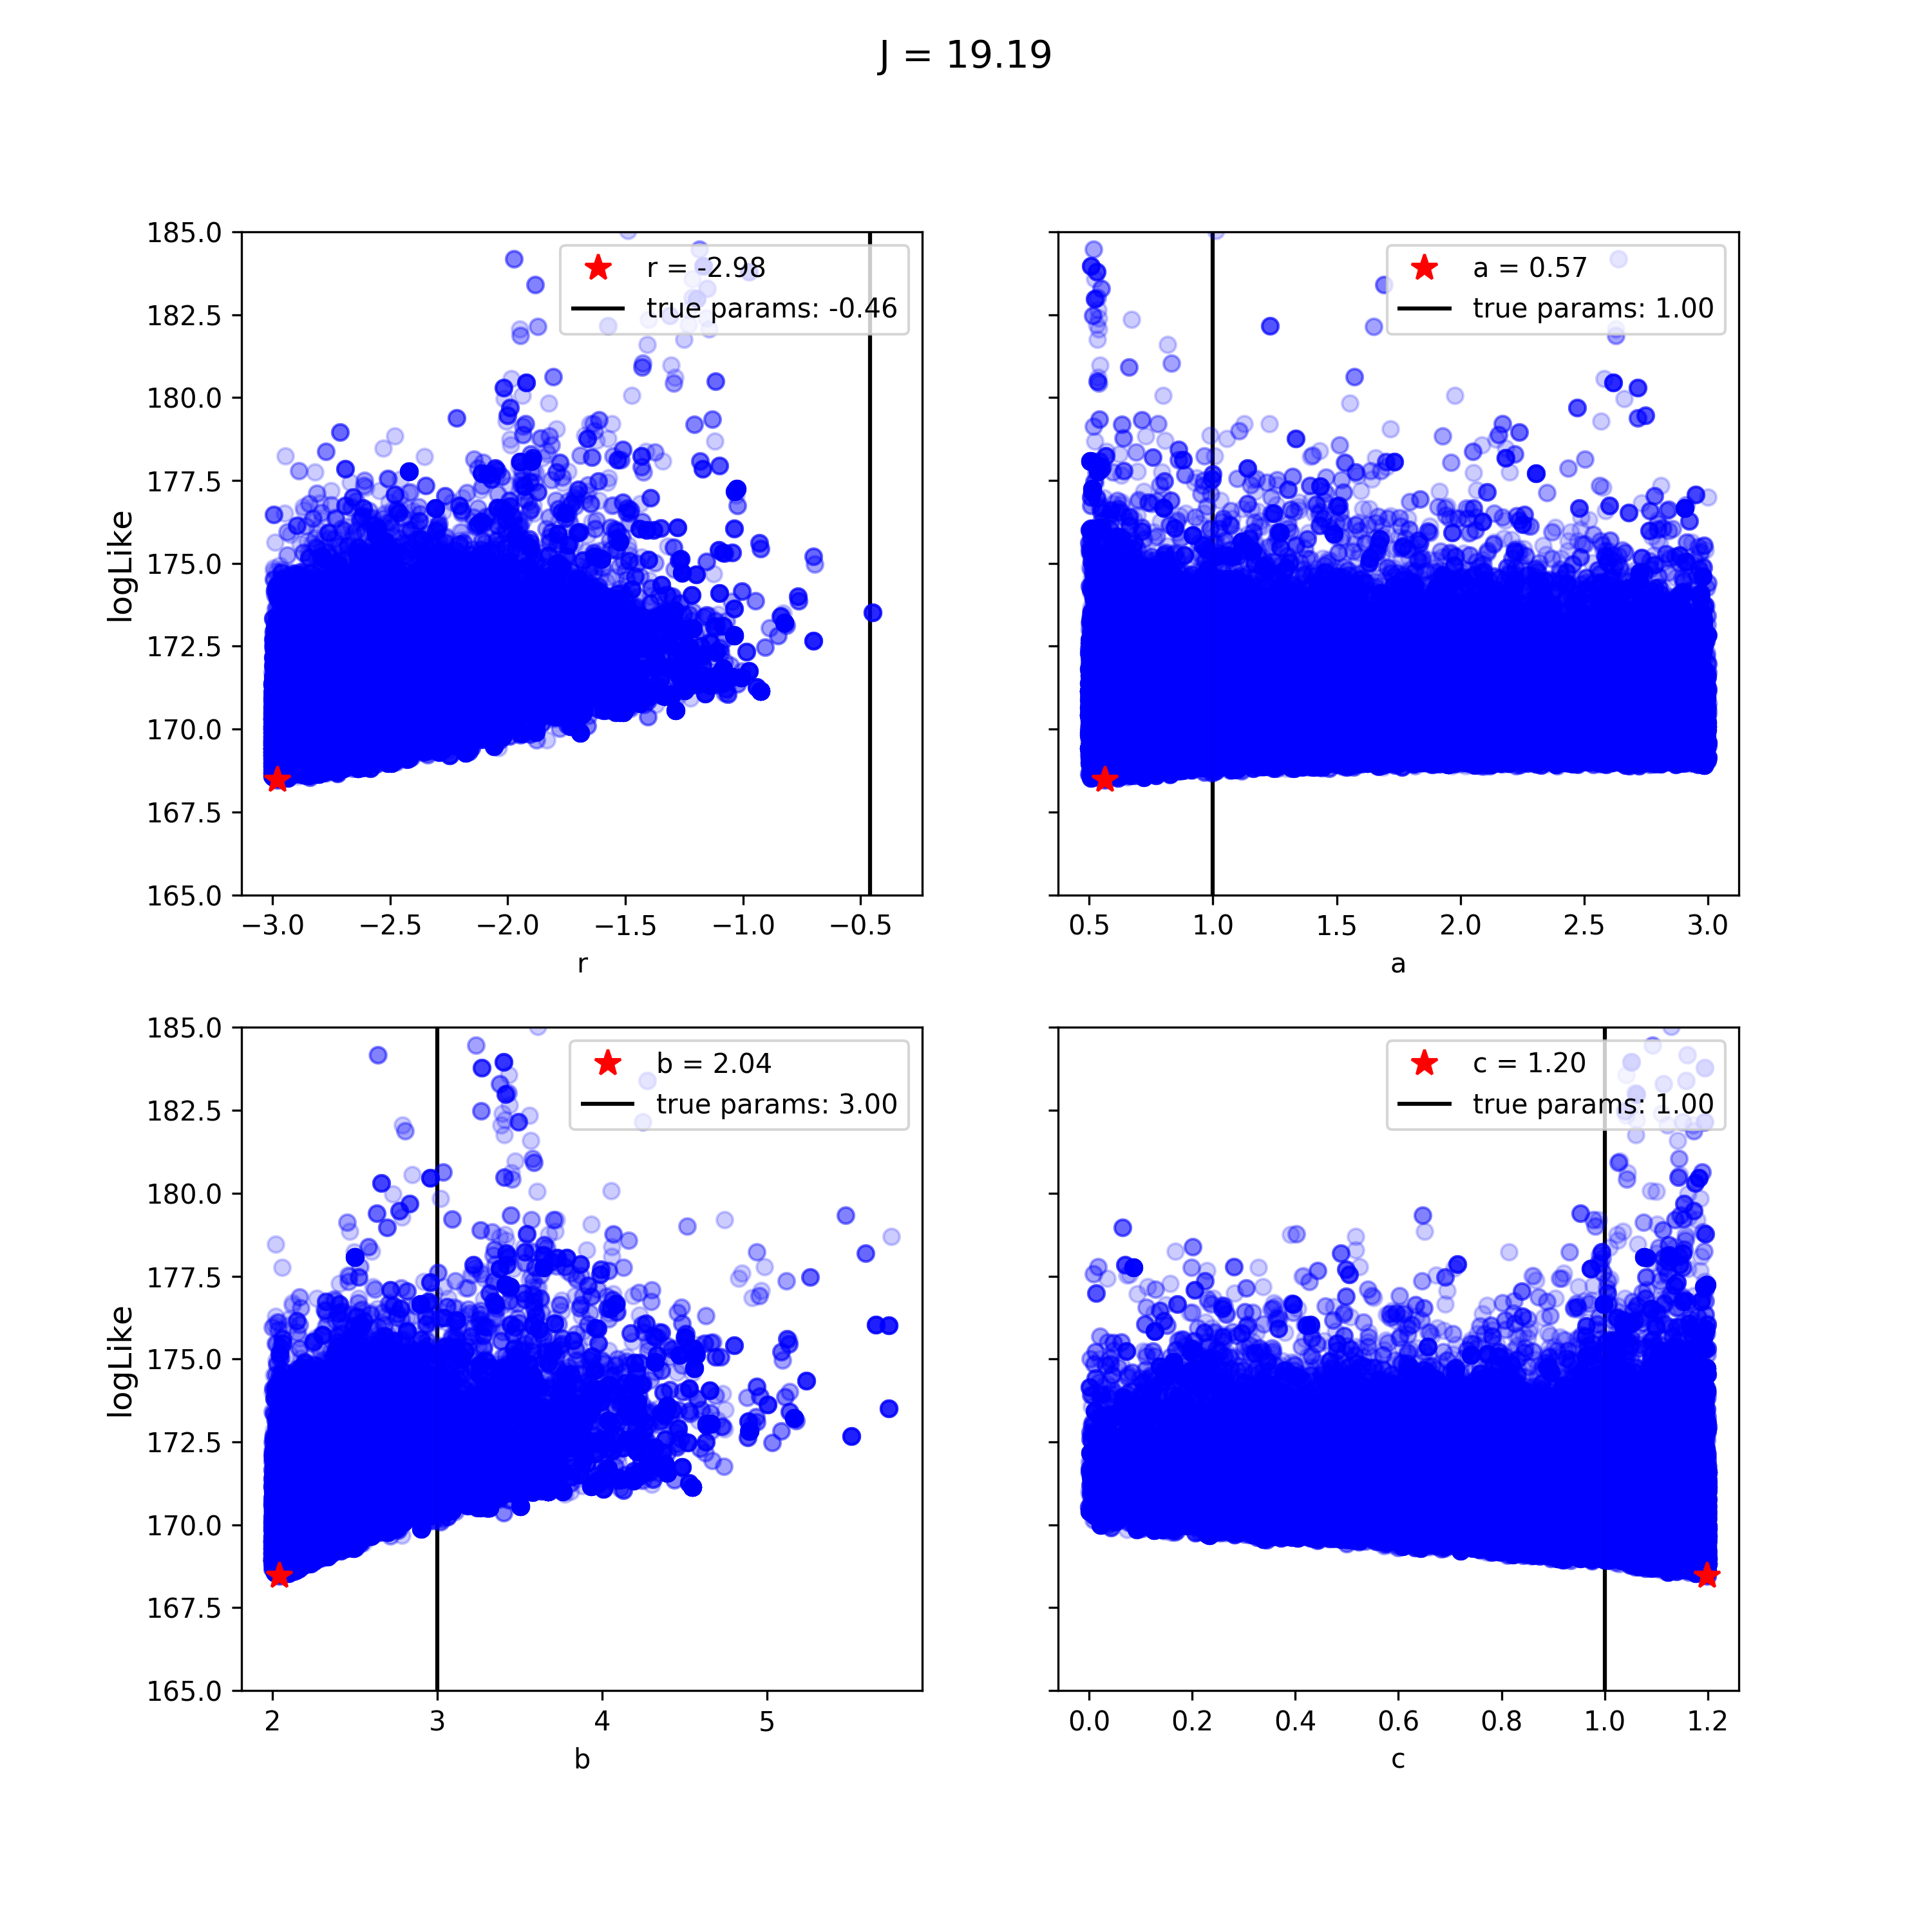 J = 19.19
185.0
182.5
180.0
177.5
175.0
172.5
170.0
167.5
165.0
logLike
r = -2.98
true params: -0.46
−3.0 −2.5 −2.0 −1.5 −1.0 −0.5
r
a = 0.57
true params: 1.00
0.5 1.0 1.5 2.0 2.5 3.0
a
185.0
182.5
180.0
177.5
175.0
172.5
170.0
167.5
165.0
logLike
b = 2.04
true params: 3.00
2 3 4 5
b
c = 1.20
true params: 1.00
0.0 0.2 0.4 0.6 0.8 1.0 1.2
c